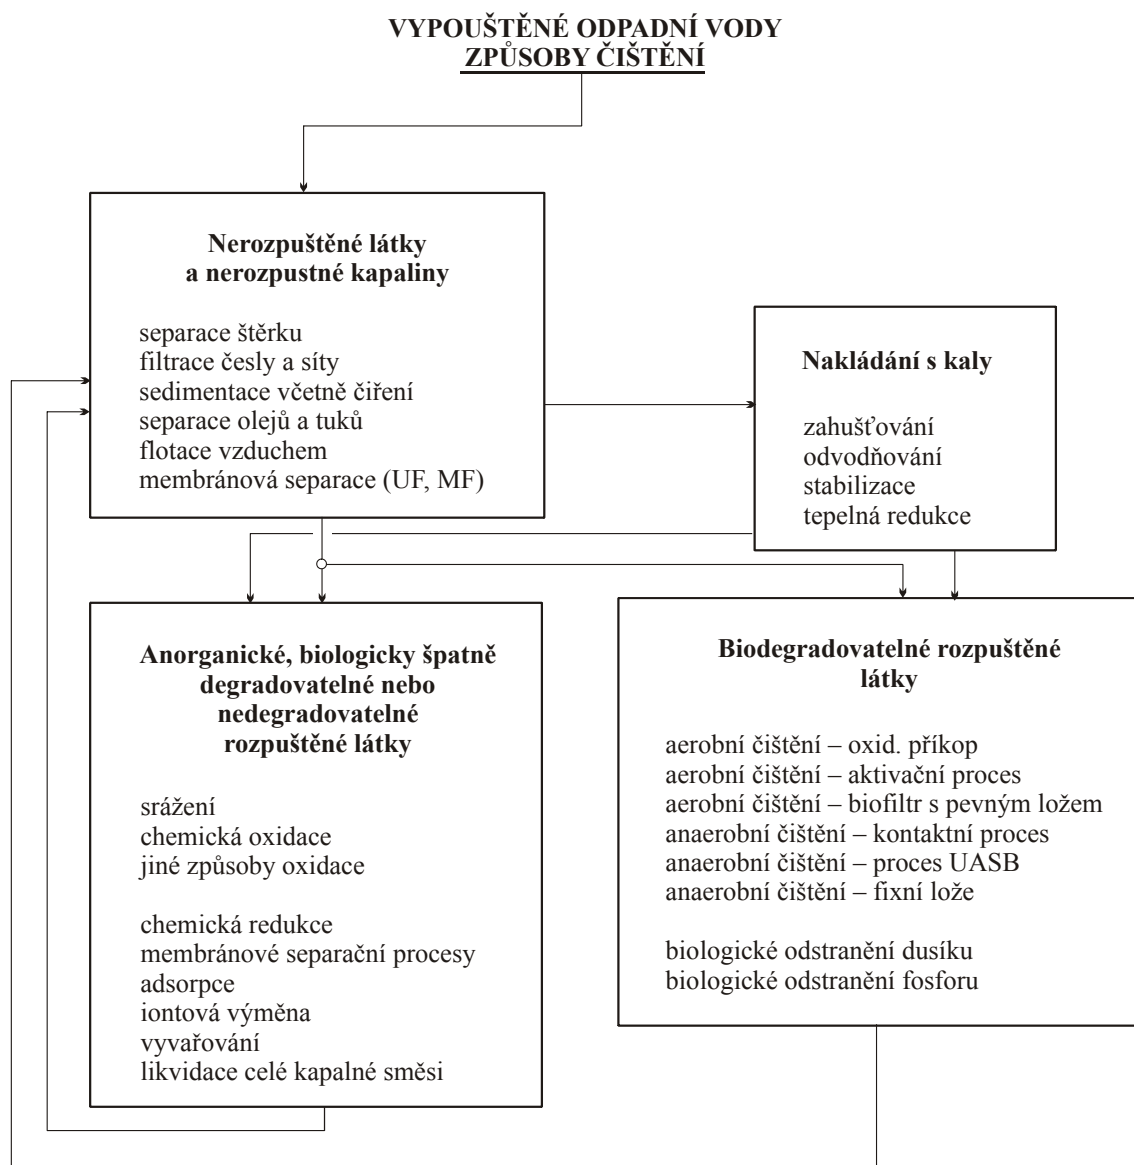 VYPOUŠTĚNÉ ODPADNÍ VODY
ZPŮSOBY ČIŠTĚNÍ
Nerozpuštěné látky
a nerozpustné kapaliny
separace štěrku
filtrace česly a síty
sedimentace včetně čiření
separace olejů a tuků
flotace vzduchem
membránová separace (UF, MF)
Nakládání s kaly
zahušťování
odvodňování
stabilizace
tepelná redukce
Anorganické, biologicky špatně
degradovatelné nebo
nedegradovatelné
rozpuštěné látky
srážení
chemická oxidace
jiné způsoby oxidace
chemická redukce
membránové separační procesy
adsorpce
iontová výměna
vyvařování
likvidace celé kapalné směsi
Biodegradovatelné rozpuštěné
látky
aerobní čištění – oxid. příkop
aerobní čištění – aktivační proces
aerobní čištění – biofiltr s pevným ložem
anaerobní čištění – kontaktní proces
anaerobní čištění – proces UASB
anaerobní čištění – fixní lože
biologické odstranění dusíku
biologické odstranění fosforu